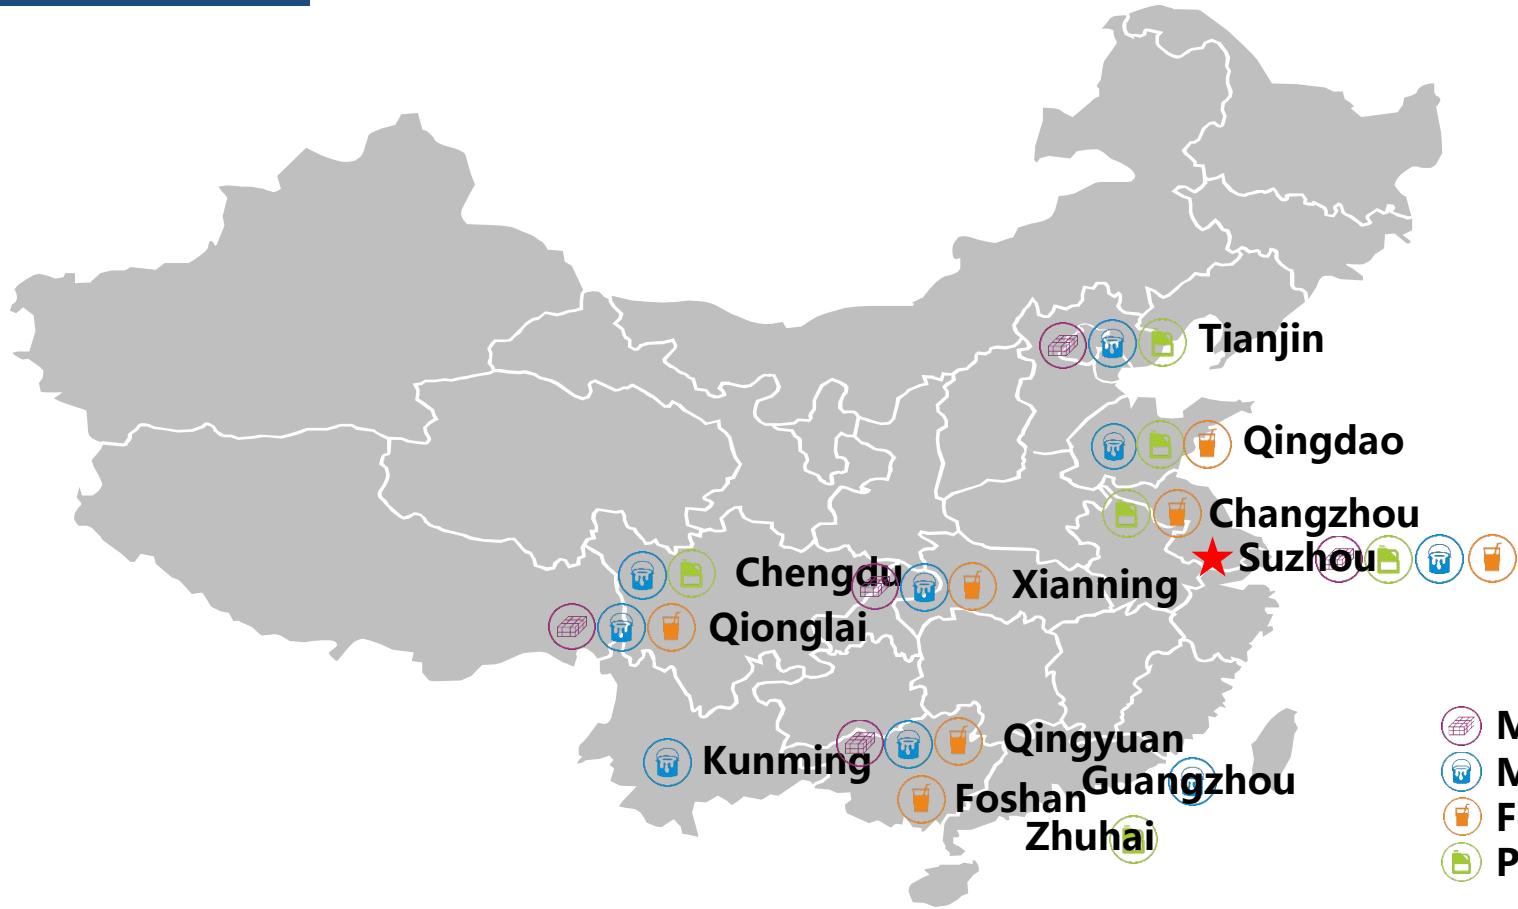 Tianjin
Qingdao
Changzhou
Suzhou
Chengdu
Xianning
Qionglai
Qingyuan
Kunming
Guangzhou
Foshan
Zhuhai
M
M
F
P